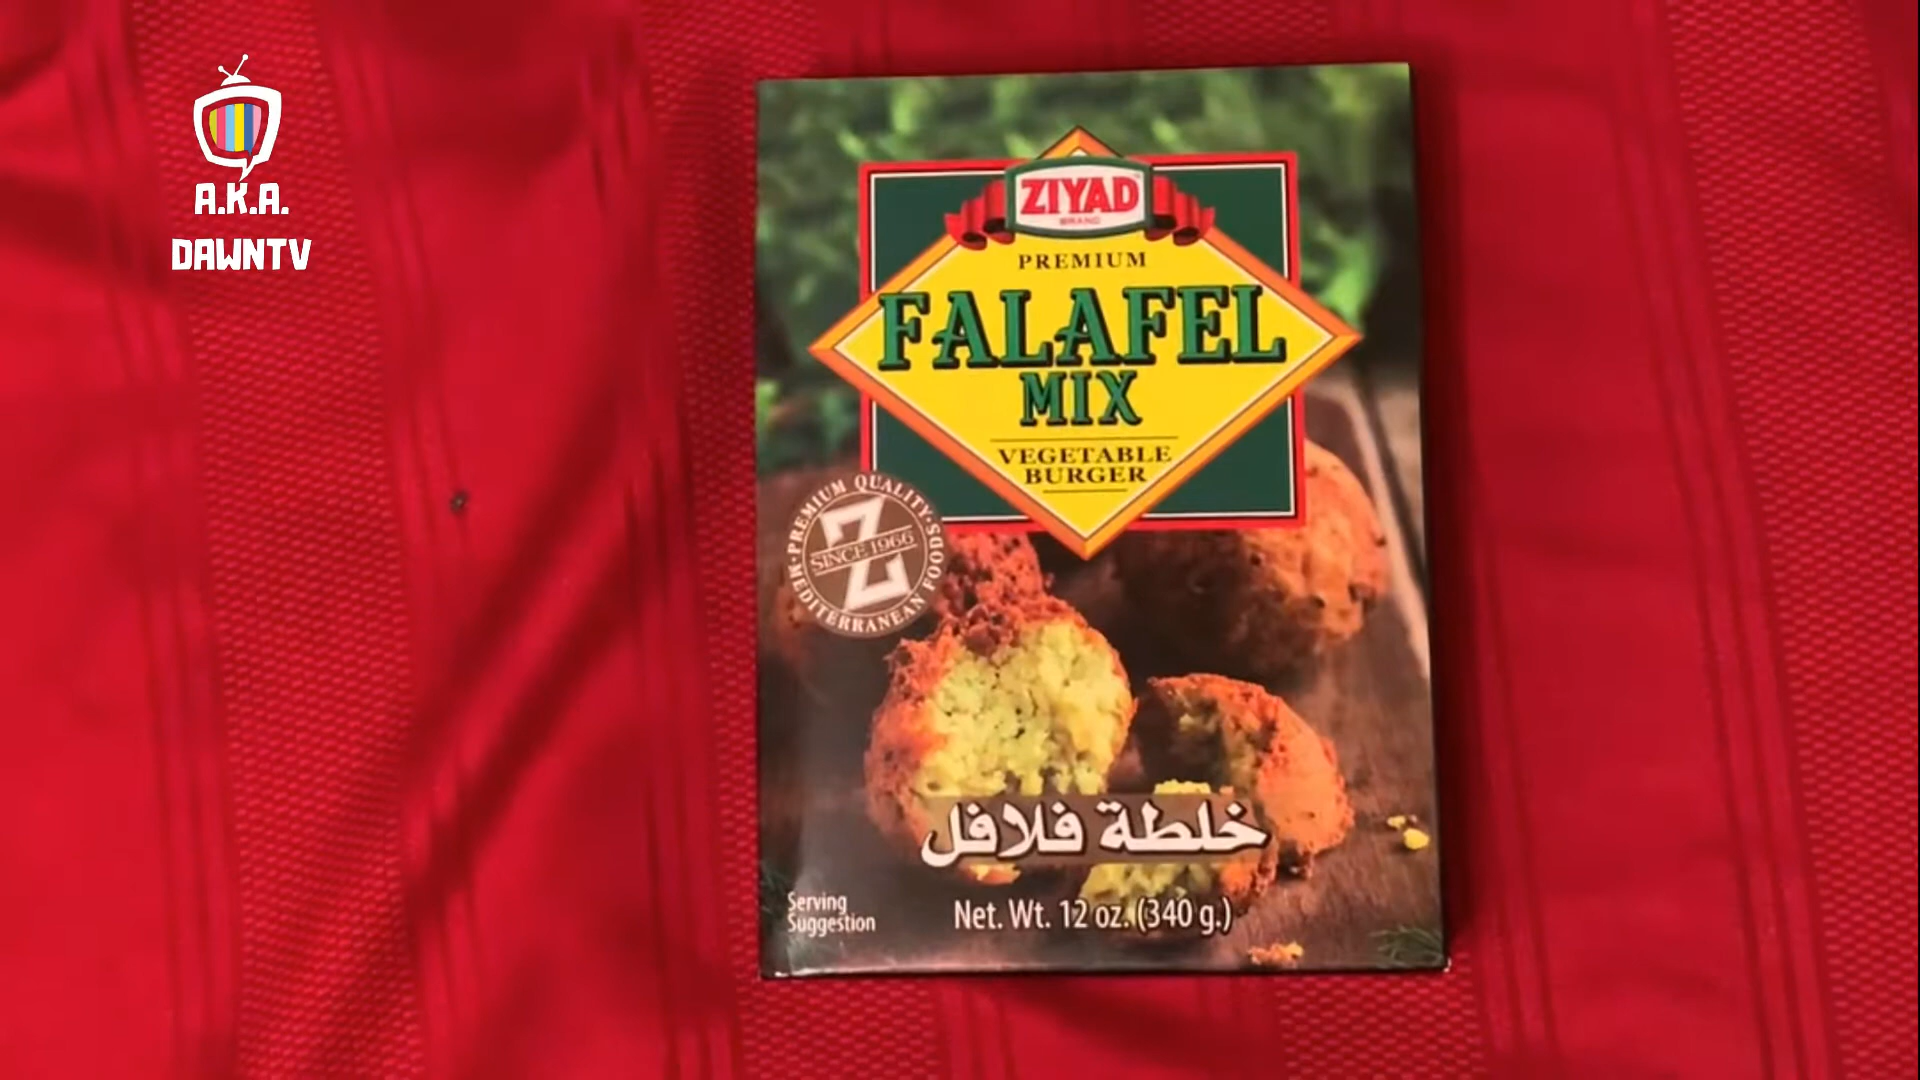 A.K.A.
DAWNTV
ZIYAD
BRAND
PREMIUM
FALAFEL
MIX
VEGETABLE
BURGER
PREMIUM QUALITY
SINCE 1966
Z
MEDITERRANEAN FOODS
خلطة فلافل
Serving
Suggestion
Net. Wt. 12 oz. (340 g.)